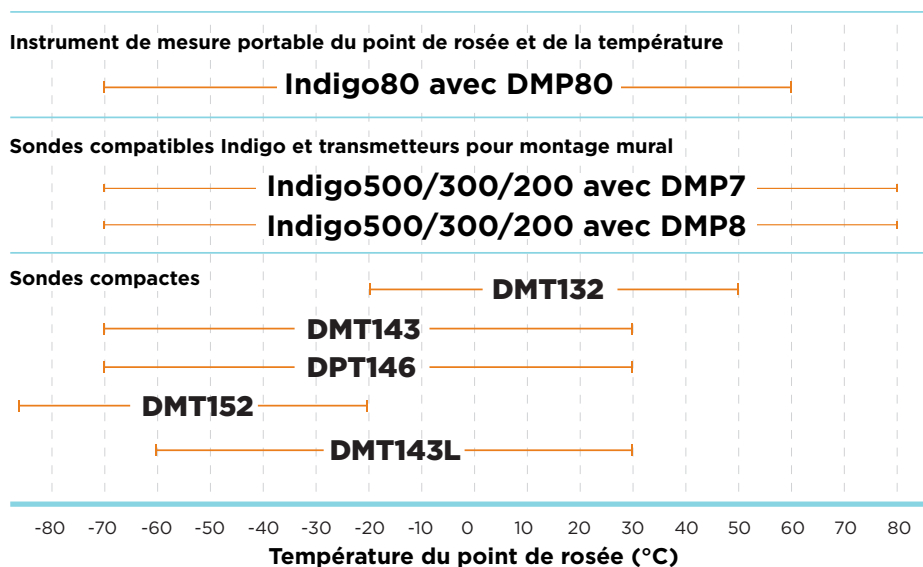 Instrument de mesure portable du point de rosée et de la température
Indigo80 avec DMP80
Sondes compatibles Indigo et transmetteurs pour montage mural
Indigo500/300/200 avec DMP7
Indigo500/300/200 avec DMP8
Sondes compactes
DMT132
DMT143
DPT146
DMT152
DMT143L
-80 -70 -60 -50 -40 -30 -20 -10 0 10 20 30 40 50 60 70 80
Température du point de rosée (°C)